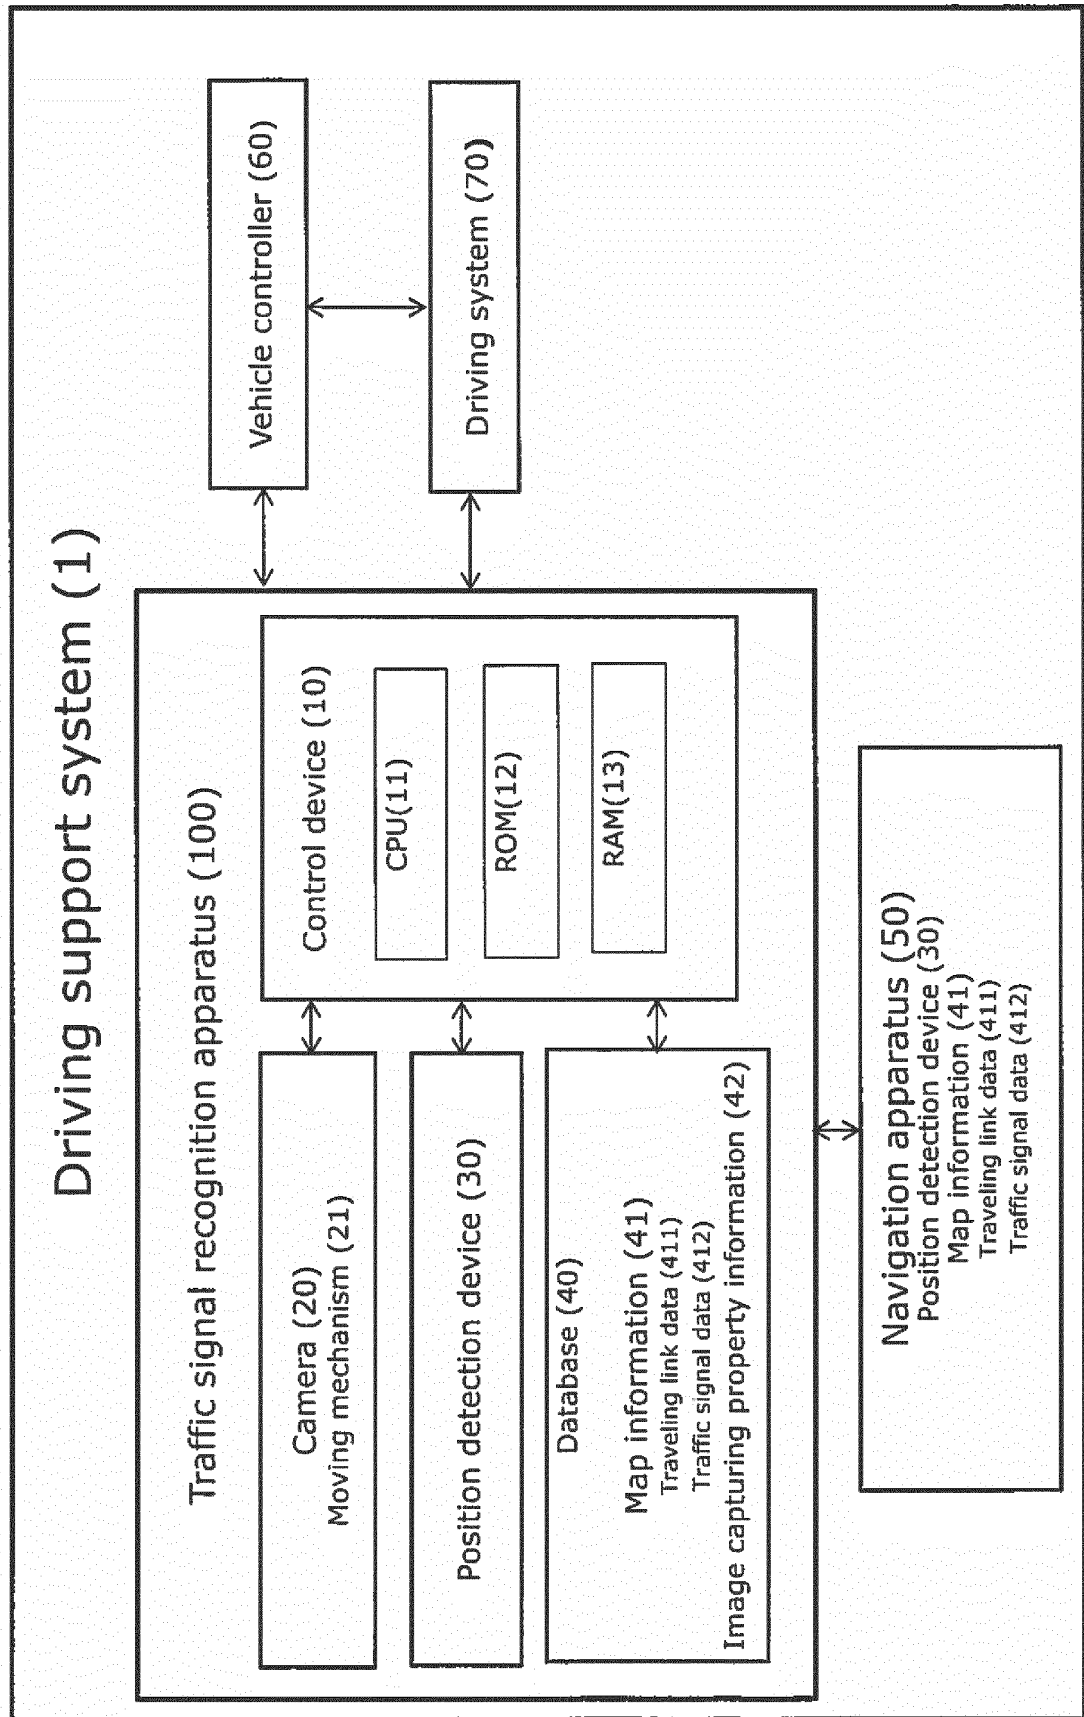 Driving support system (1)
Traffic signal recognition apparatus (100)
Camera (20)
Moving mechanism (21)
Position detection device (30)
Database (40)
Map information (41)
Traveling link data (411)
Traffic signal data (412)
Image capturing property information (42)
Control device (10)
CPU(11)
ROM(12)
RAM(13)
Vehicle controller (60)
Driving system (70)
Navigation apparatus (50)
Position detection device (30)
Map information (41)
Traveling link data (411)
Traffic signal data (412)